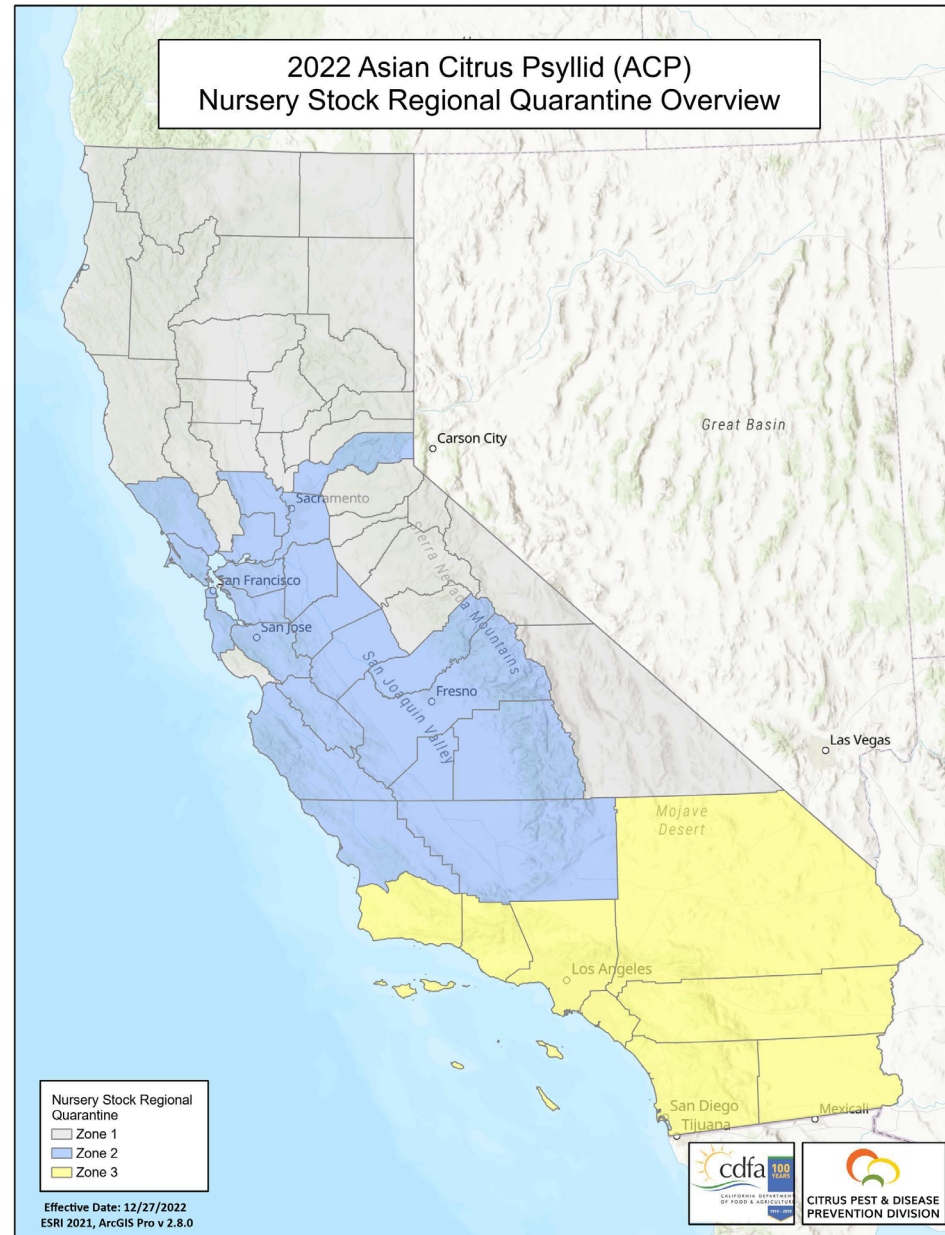 2022 Asian Citrus Psyllid (ACP)
Nursery Stock Regional Quarantine Overview
Carson City
Great Basin
Sacramento
Sierra Nevada Mountains
San Francisco
San Jose
San Joaquin Valley
Fresno
Las Vegas
Mojave
Desert
Los Angeles
San Diego
Tijuana
Mexicali
Nursery Stock Regional
Quarantine
Zone 1
Zone 2
Zone 3
Effective Date: 12/27/2022
ESRI 2021, ArcGIS Pro v 2.8.0
cdfa
100
YEARS
CALIFORNIA DEPARTMENT
OF FOOD & AGRICULTURE
1919 - 2019
CITRUS PEST & DISEASE
PREVENTION DIVISION